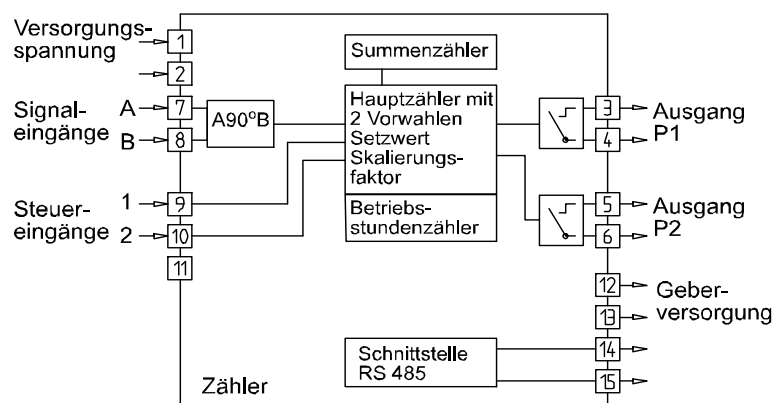 Versorgungs-
spannung
1
2
Signal-
eingänge
A
B
7
8
A90°B
Steuer-
eingänge
1
2
9
10
11
Summenzähler
Hauptzähler mit
2 Vorwahlen
Setzwert
Skalierungs-
faktor
Betriebs-
stundenzähler
3
4
Ausgang
P1
5
6
Ausgang
P2
12
13
Geber-
versorgung
Schnittstelle
RS 485
14
15
Zähler